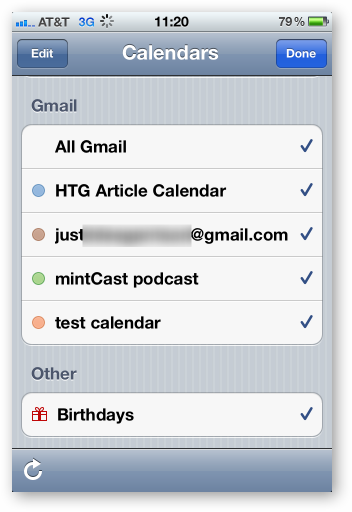 AT&T 3G 11:20 79%
Edit Calendars Done
Gmail
All Gmail
HTG Article Calendar
just @gmail.com
mintCast podcast
test calendar
Other
Birthdays